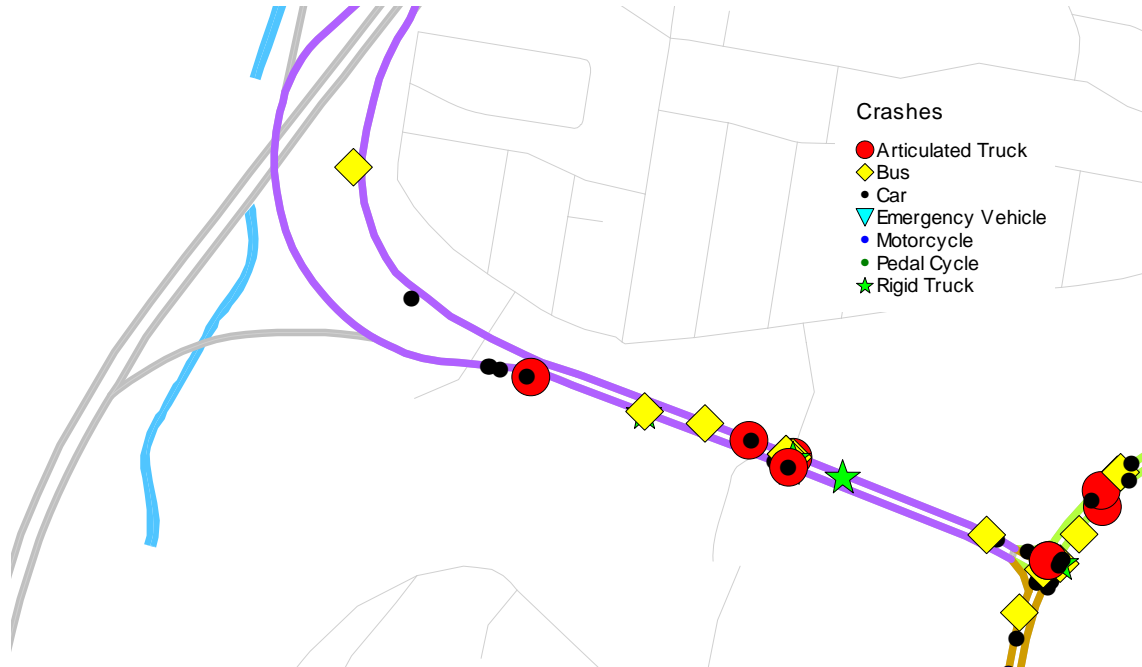 Crashes
Articulated Truck
Bus
Car
Emergency Vehicle
Motorcycle
Pedal Cycle
Rigid Truck